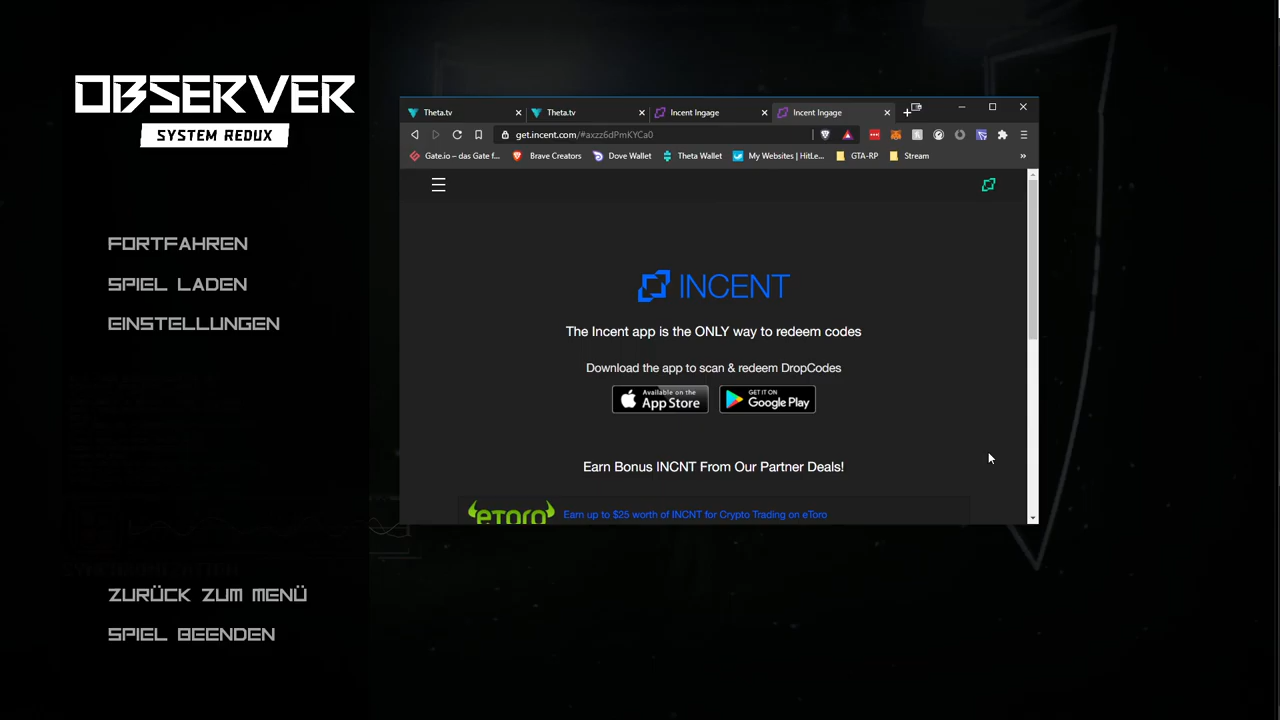 OBSERVER
SYSTEM REDUX
FORTFAHREN
SPIEL LADEN
EINSTELLUNGEN
ZURÜCK ZUM MENÜ
SPIEL BEENDEN
Theta.tv
Theta.tv
Incent Ingage
Incent Ingage
get.incent.com/#axzz6dPmKYCa0
Gate.io – das Gate f...
Brave Creators
Dove Wallet
Theta Wallet
My Websites | HitLe...
GTA-RP
Stream
INCENT
The Incent app is the ONLY way to redeem codes
Download the app to scan & redeem DropCodes
Available on the
App Store
GET IT ON
Google Play
Earn Bonus INCNT From Our Partner Deals!
eToro
Earn up to $25 worth of INCNT for Crypto Trading on eToro